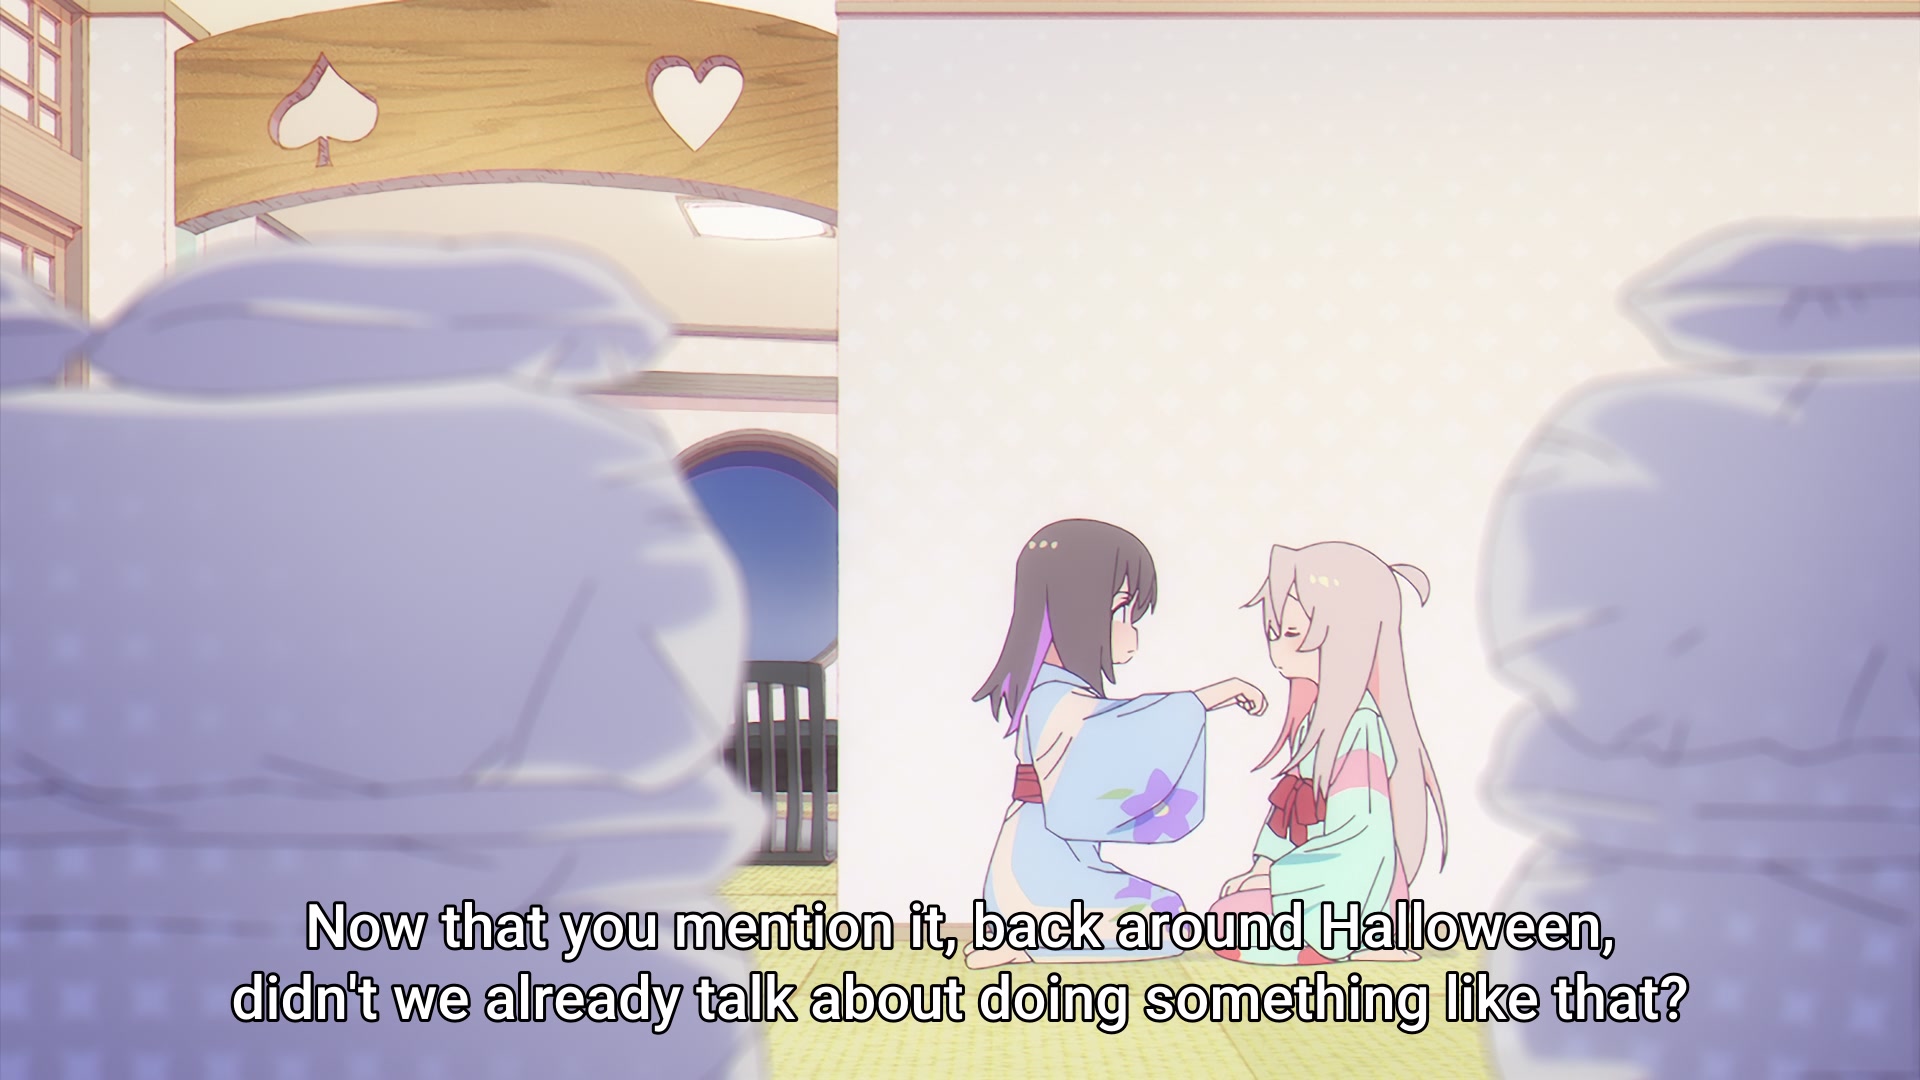 Now that you mention it, back around Halloween,
didn't we already talk about doing something like that?